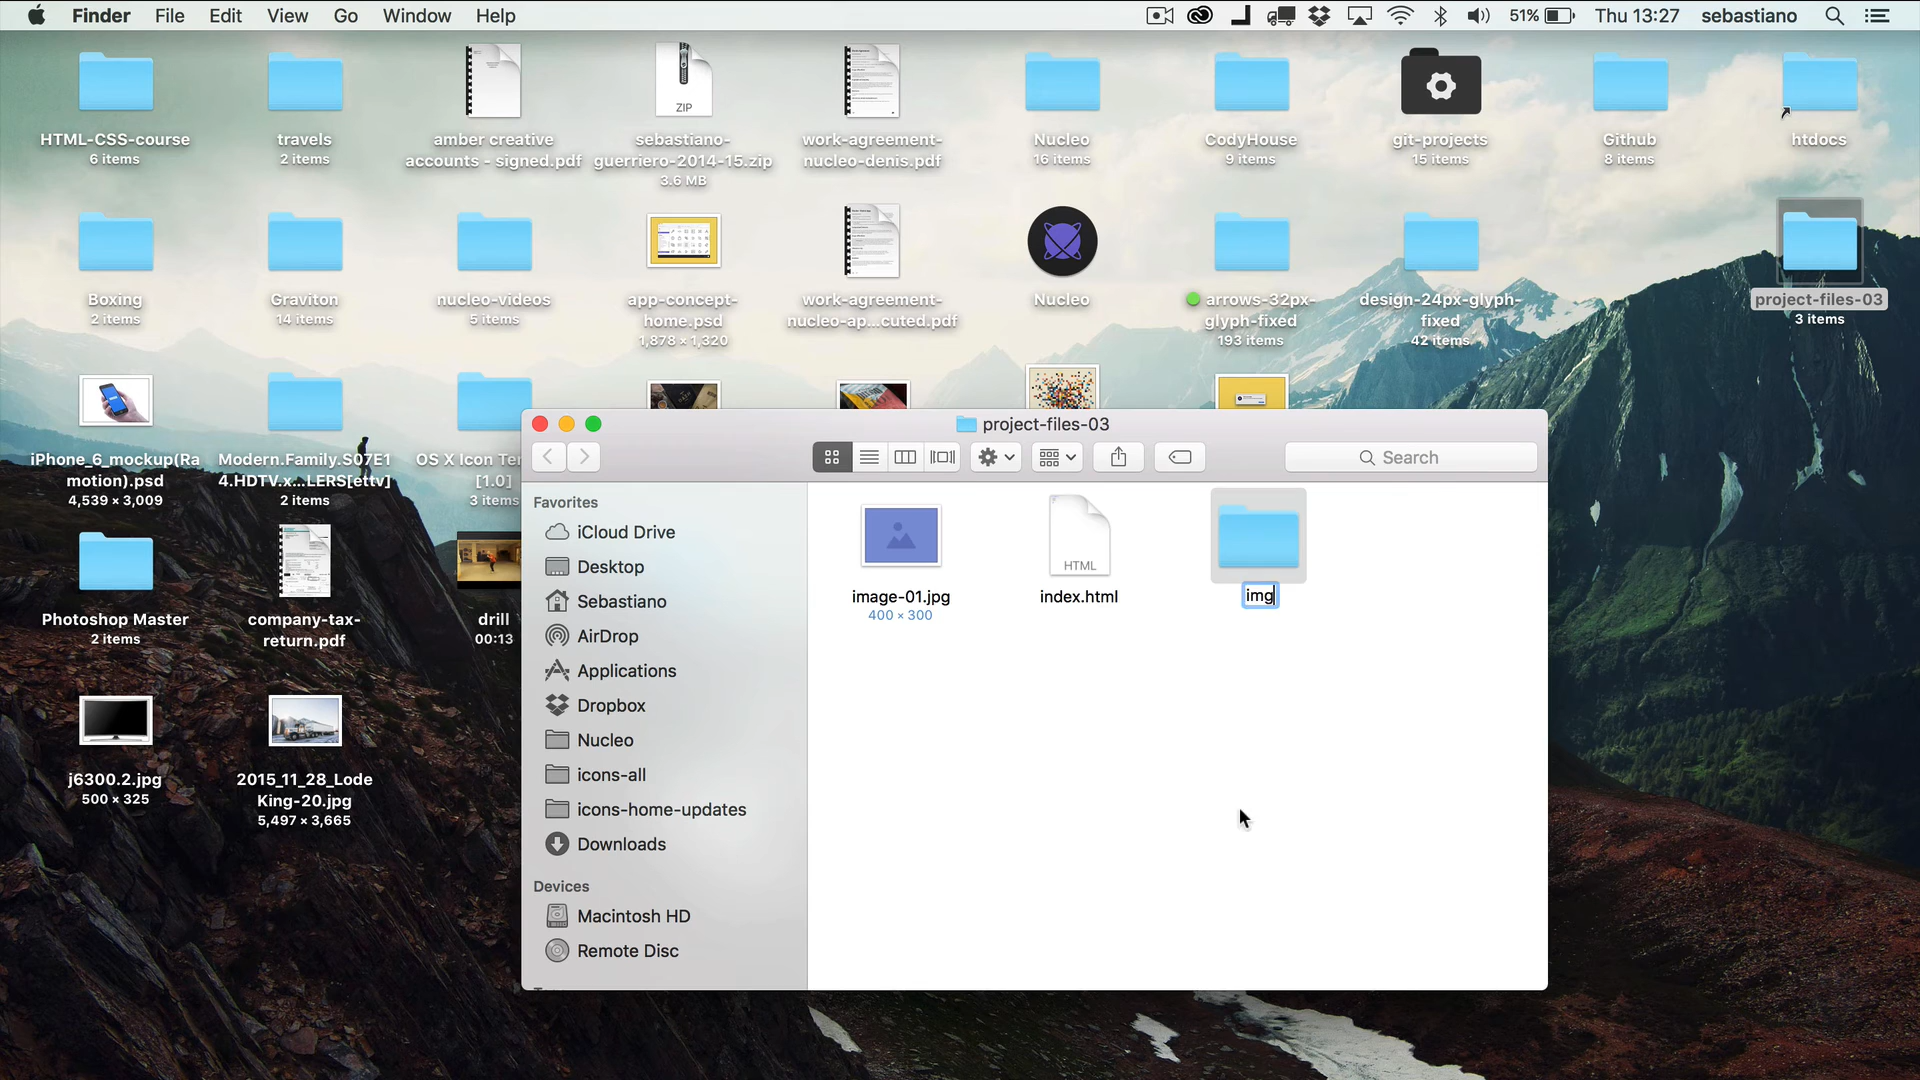 Finder File Edit View Go Window Help
51% Thu 13:27 sebastiano
HTML-CSS-course
6 items
travels
2 items
amber creative
accounts - signed.pdf
ZIP
sebastiano-
guerriero-2014-15.zip
3.6 MB
work-agreement-
nucleo-denis.pdf
Nucleo
16 items
CodyHouse
9 items
git-projects
15 items
Github
8 items
htdocs
Boxing
2 items
Graviton
14 items
nucleo-videos
5 items
app-concept-
home.psd
1,878 × 1,320
work-agreement-
nucleo-ap...cuted.pdf
Nucleo
arrows-32px-
glyph-fixed
193 items
design-24px-glyph-
fixed
42 items
project-files-03
3 items
iPhone_6_mockup(Ra
motion).psd
4,539 × 3,009
Modern.Family.S07E1
4.HDTV.x...LERS[ettv]
2 items
OS X Icon Te
[1.0]
3 items
Photoshop Master
2 items
company-tax-
return.pdf
drill
00:13
j6300.2.jpg
500 × 325
2015_11_28_Lode
King-20.jpg
5,497 × 3,665
project-files-03
Search
Favorites
iCloud Drive
Desktop
Sebastiano
AirDrop
Applications
Dropbox
Nucleo
icons-all
icons-home-updates
Downloads
Devices
Macintosh HD
Remote Disc
image-01.jpg
400 × 300
HTML
index.html
img